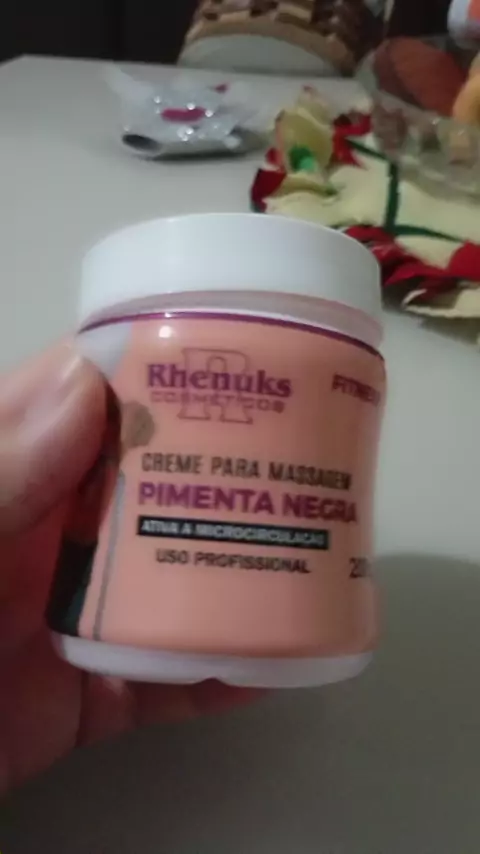 Rhenuks
COSMÉTICOS
CREME PARA MASSAGEM
PIMENTA NEGRA
ATIVA A MICROCIRCULAÇÃO
USO PROFISSIONAL